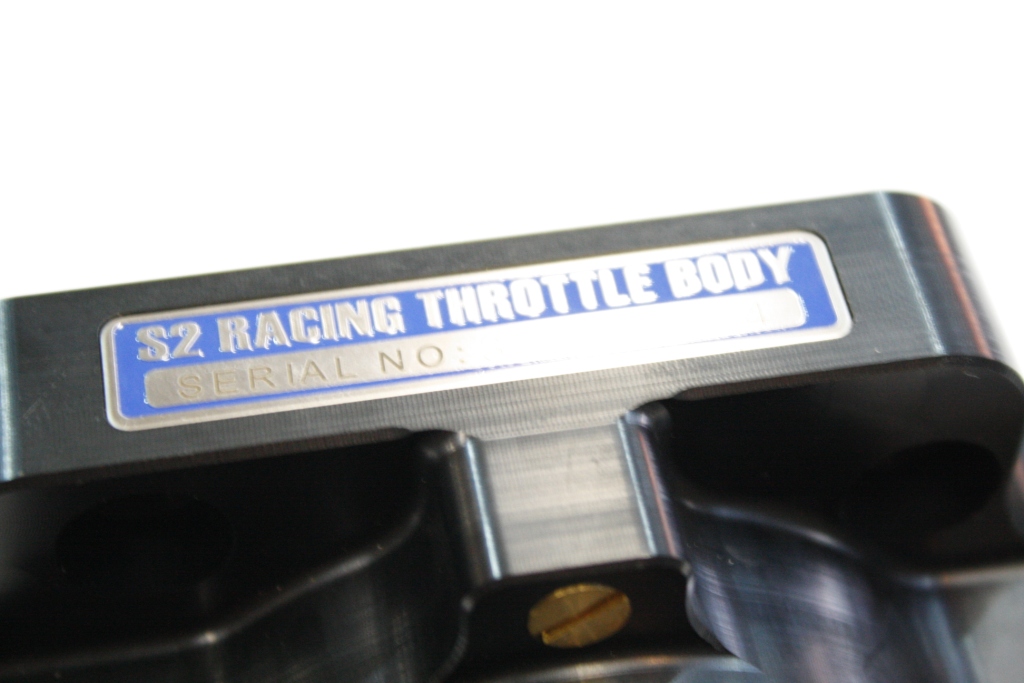 S2 RACING THROTTLE BODY
SERIAL NO: